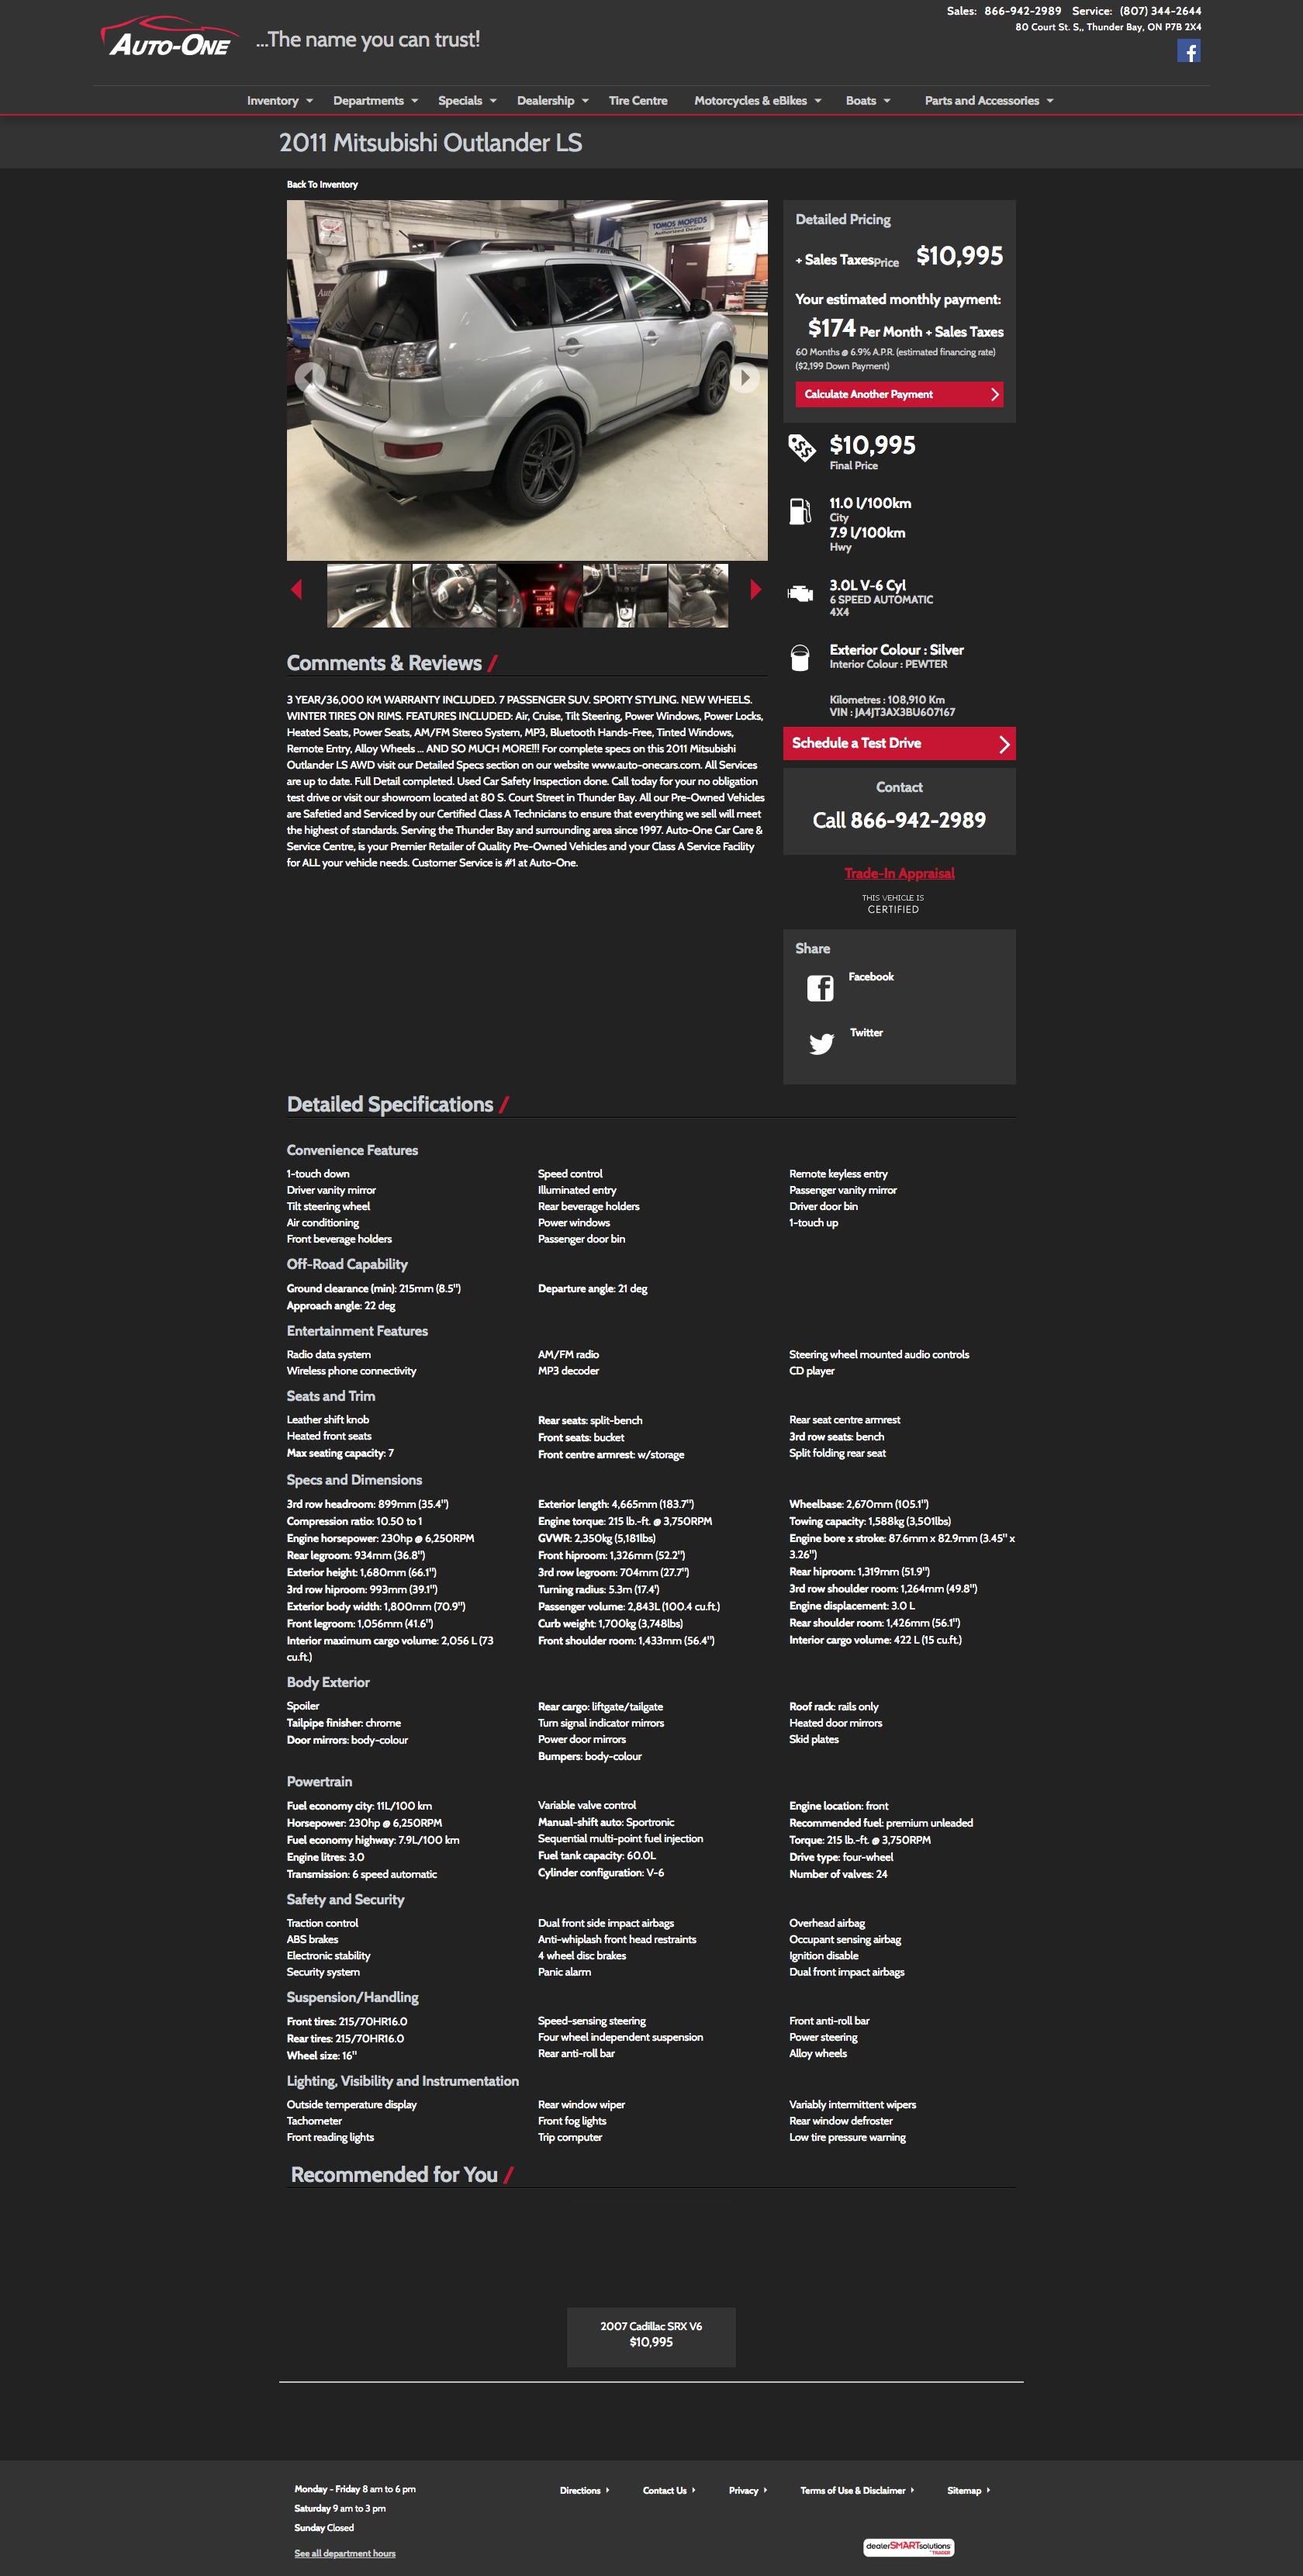 Sales: 866-942-2989 Service: (807) 344-2644
80 Court St. S,, Thunder Bay, ON P7B 2X4
AUTO-ONE
...The name you can trust!
Inventory Departments Specials Dealership Tire Centre Motorcycles & eBikes Boats Parts and Accessories
2011 Mitsubishi Outlander LS
Back To Inventory
TOMOS MOPEDS
Authorized Dealer
Detailed Pricing
+ Sales TaxesPrice $10,995
Your estimated monthly payment:
$174 Per Month + Sales Taxes
60 Months @ 6.9% A.P.R. (estimated financing rate)
($2,199 Down Payment)
Calculate Another Payment
$10,995
Final Price
11.0 l/100km
City
7.9 l/100km
Hwy
3.0L V-6 Cyl
6 SPEED AUTOMATIC
4X4
Exterior Colour : Silver
Interior Colour : PEWTER
Kilometres : 108,910 Km
VIN : JA4JT3AX3BU607167
Schedule a Test Drive
Contact
Call 866-942-2989
Trade-In Appraisal
THIS VEHICLE IS
CERTIFIED
Share
Facebook
Twitter
Comments & Reviews /
3 YEAR/36,000 KM WARRANTY INCLUDED. 7 PASSENGER SUV. SPORTY STYLING. NEW WHEELS.
WINTER TIRES ON RIMS. FEATURES INCLUDED: Air, Cruise, Tilt Steering, Power Windows, Power Locks,
Heated Seats, Power Seats, AM/FM Stereo System, MP3, Bluetooth Hands-Free, Tinted Windows,
Remote Entry, Alloy Wheels ... AND SO MUCH MORE!!! For complete specs on this 2011 Mitsubishi
Outlander LS AWD visit our Detailed Specs section on our website www.auto-onecars.com. All Services
are up to date. Full Detail completed. Used Car Safety Inspection done. Call today for your no obligation
test drive or visit our showroom located at 80 S. Court Street in Thunder Bay. All our Pre-Owned Vehicles
are Safetied and Serviced by our Certified Class A Technicians to ensure that everything we sell will meet
the highest of standards. Serving the Thunder Bay and surrounding area since 1997. Auto-One Car Care &
Service Centre, is your Premier Retailer of Quality Pre-Owned Vehicles and your Class A Service Facility
for ALL your vehicle needs. Customer Service is #1 at Auto-One.
Detailed Specifications /
Convenience Features
1-touch down Speed control Remote keyless entry
Driver vanity mirror Illuminated entry Passenger vanity mirror
Tilt steering wheel Rear beverage holders Driver door bin
Air conditioning Power windows 1-touch up
Front beverage holders Passenger door bin
Off-Road Capability
Ground clearance (min): 215mm (8.5") Departure angle: 21 deg
Approach angle: 22 deg
Entertainment Features
Radio data system AM/FM radio Steering wheel mounted audio controls
Wireless phone connectivity MP3 decoder CD player
Seats and Trim
Leather shift knob Rear seats: split-bench Rear seat centre armrest
Heated front seats Front seats: bucket 3rd row seats: bench
Max seating capacity: 7 Front centre armrest: w/storage Split folding rear seat
Specs and Dimensions
3rd row headroom: 899mm (35.4") Exterior length: 4,665mm (183.7") Wheelbase: 2,670mm (105.1")
Compression ratio: 10.50 to 1 Engine torque: 215 lb.-ft. @ 3,750RPM Towing capacity: 1,588kg (3,501lbs)
Engine horsepower: 230hp @ 6,250RPM GVWR: 2,350kg (5,181lbs) Engine bore x stroke: 87.6mm x 82.9mm (3.45" x
Rear legroom: 934mm (36.8") Front hiproom: 1,326mm (52.2") 3.26")
Exterior height: 1,680mm (66.1") 3rd row legroom: 704mm (27.7") Rear hiproom: 1,319mm (51.9")
3rd row hiproom: 993mm (39.1") Turning radius: 5.3m (17.4') 3rd row shoulder room: 1,264mm (49.8")
Exterior body width: 1,800mm (70.9") Passenger volume: 2,843L (100.4 cu.ft.) Engine displacement: 3.0 L
Front legroom: 1,056mm (41.6") Curb weight: 1,700kg (3,748lbs) Rear shoulder room: 1,426mm (56.1")
Interior maximum cargo volume: 2,056 L (73 Front shoulder room: 1,433mm (56.4") Interior cargo volume: 422 L (15 cu.ft.)
cu.ft.)
Body Exterior
Spoiler Rear cargo: liftgate/tailgate Roof rack: rails only
Tailpipe finisher: chrome Turn signal indicator mirrors Heated door mirrors
Door mirrors: body-colour Power door mirrors Skid plates
Bumpers: body-colour
Powertrain
Fuel economy city: 11L/100 km Variable valve control Engine location: front
Horsepower: 230hp @ 6,250RPM Manual-shift auto: Sportronic Recommended fuel: premium unleaded
Fuel economy highway: 7.9L/100 km Sequential multi-point fuel injection Torque: 215 lb.-ft. @ 3,750RPM
Engine litres: 3.0 Fuel tank capacity: 60.0L Drive type: four-wheel
Transmission: 6 speed automatic Cylinder configuration: V-6 Number of valves: 24
Safety and Security
Traction control Dual front side impact airbags Overhead airbag
ABS brakes Anti-whiplash front head restraints Occupant sensing airbag
Electronic stability 4 wheel disc brakes Ignition disable
Security system Panic alarm Dual front impact airbags
Suspension/Handling
Front tires: 215/70HR16.0 Speed-sensing steering Front anti-roll bar
Rear tires: 215/70HR16.0 Four wheel independent suspension Power steering
Wheel size: 16" Rear anti-roll bar Alloy wheels
Lighting, Visibility and Instrumentation
Outside temperature display Rear window wiper Variably intermittent wipers
Tachometer Front fog lights Rear window defroster
Front reading lights Trip computer Low tire pressure warning
Recommended for You /
2007 Cadillac SRX V6
$10,995
Monday - Friday 8 am to 6 pm
Saturday 9 am to 3 pm
Sunday Closed
See all department hours
Directions Contact Us Privacy Terms of Use & Disclaimer Sitemap
dealerSMARTsolutions
TRADER